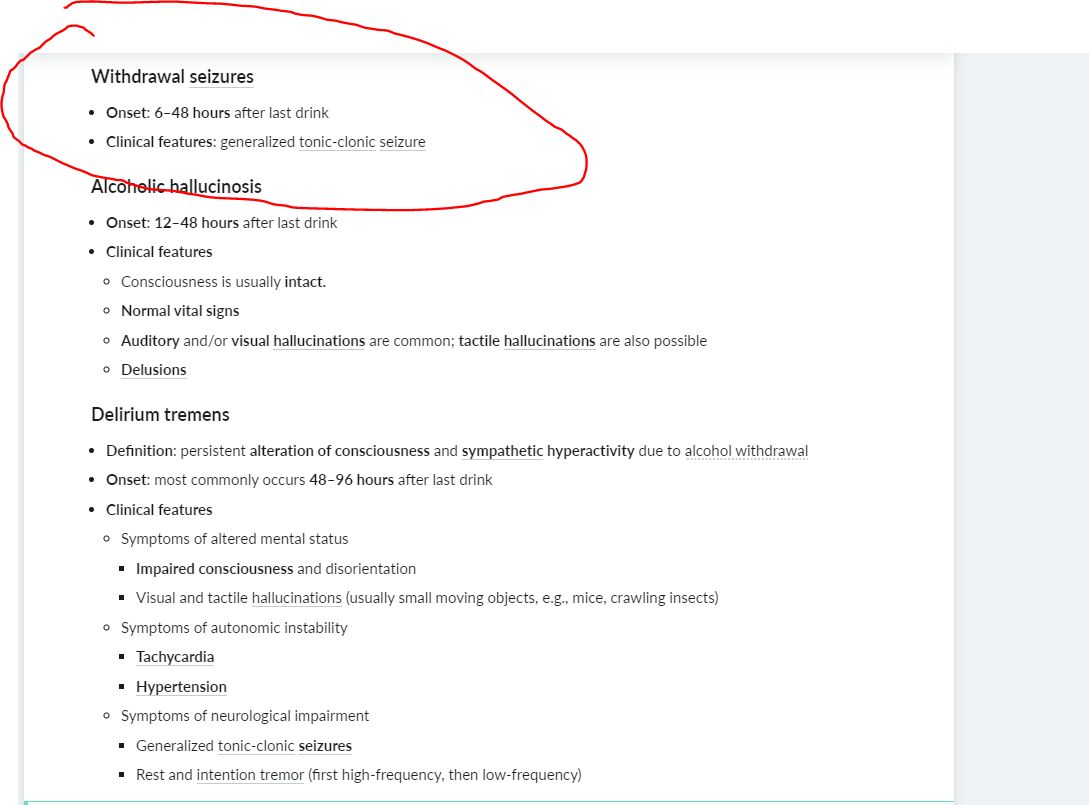 Withdrawal seizures
Onset: 6–48 hours after last drink
Clinical features: generalized tonic-clonic seizure
Alcoholic hallucinosis
Onset: 12–48 hours after last drink
Clinical features
Consciousness is usually intact.
Normal vital signs
Auditory and/or visual hallucinations are common; tactile hallucinations are also possible
Delusions
Delirium tremens
Definition: persistent alteration of consciousness and sympathetic hyperactivity due to alcohol withdrawal
Onset: most commonly occurs 48–96 hours after last drink
Clinical features
Symptoms of altered mental status
Impaired consciousness and disorientation
Visual and tactile hallucinations (usually small moving objects, e.g., mice, crawling insects)
Symptoms of autonomic instability
Tachycardia
Hypertension
Symptoms of neurological impairment
Generalized tonic-clonic seizures
Rest and intention tremor (first high-frequency, then low-frequency)